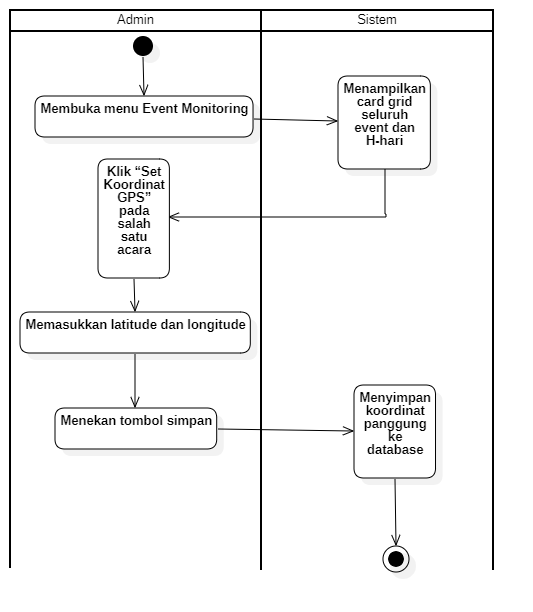 Admin
Sistem
Membuka menu Event Monitoring
Menampilkan
card grid
seluruh
event dan
H-hari
Klik “Set
Koordinat
GPS”
pada
salah
satu
acara
Memasukkan latitude dan longitude
Menekan tombol simpan
Menyimpan
koordinat
panggung
ke
database